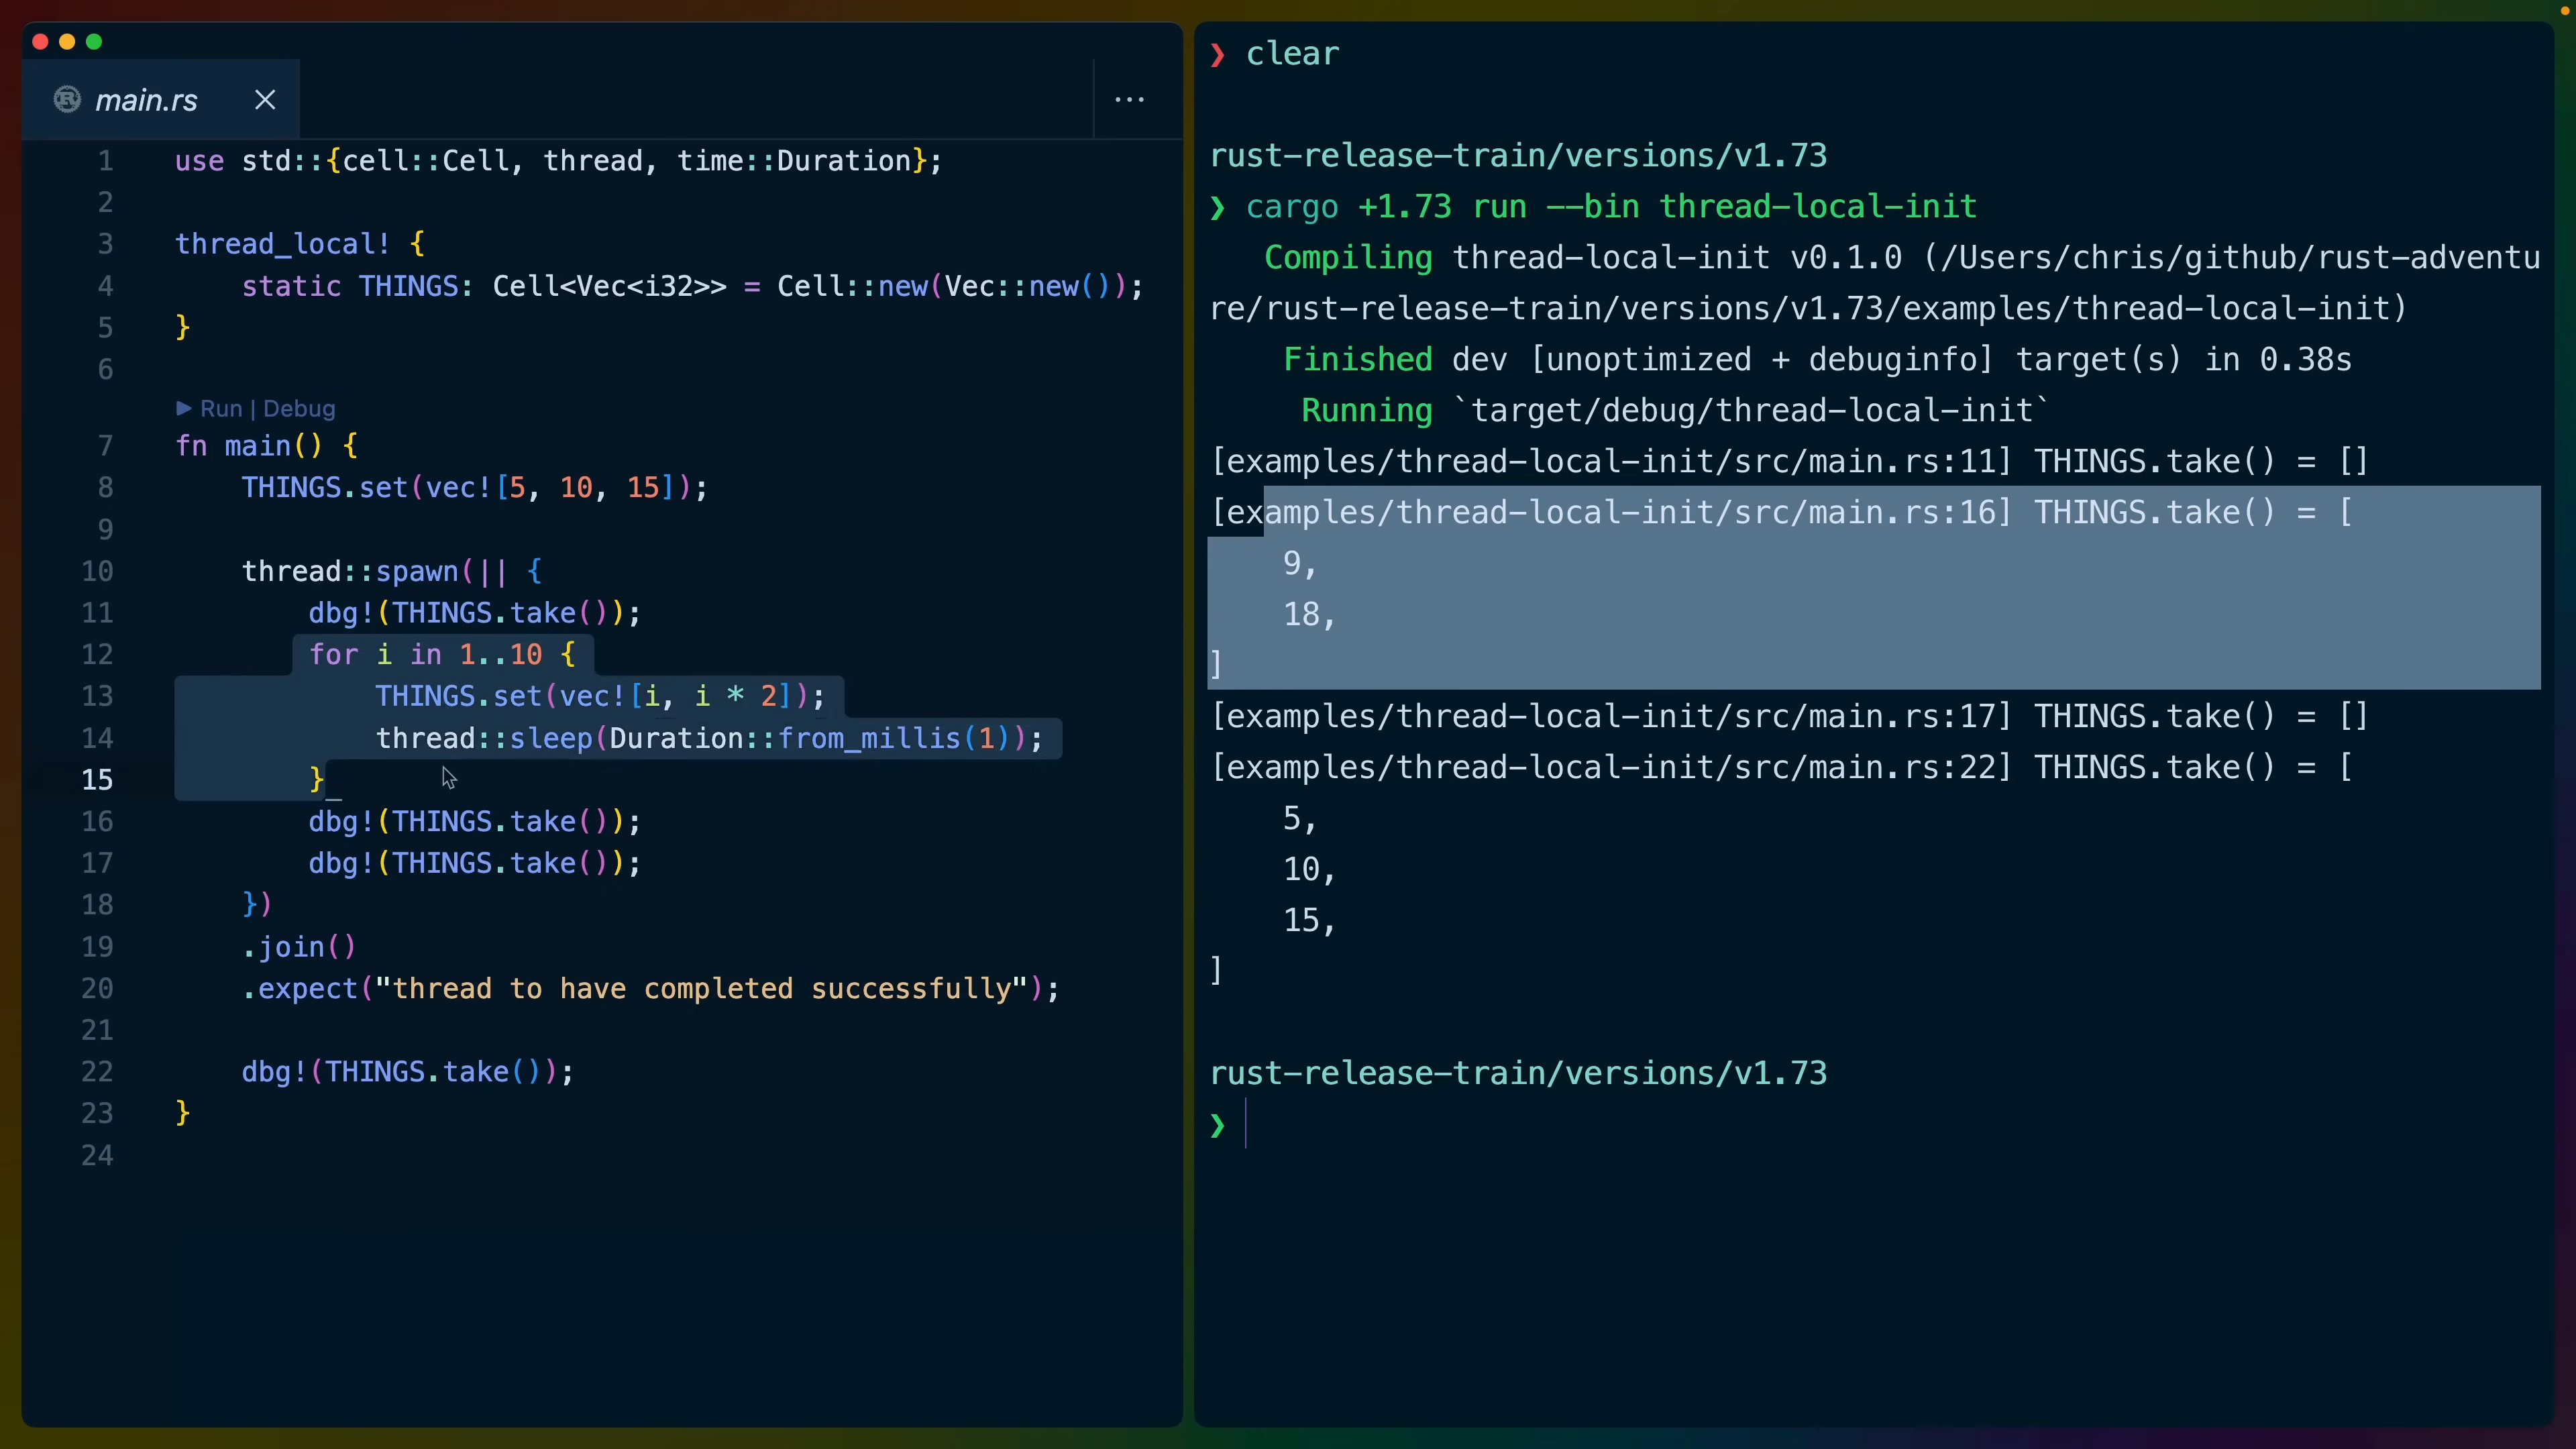 main.rs
1 use std::{cell::Cell, thread, time::Duration};
2
3 thread_local! {
4     static THINGS: Cell<Vec<i32>> = Cell::new(Vec::new());
5 }
6
▶ Run | Debug
7 fn main() {
8     THINGS.set(vec![5, 10, 15]);
9
10     thread::spawn(|| {
11         dbg!(THINGS.take());
12         for i in 1..10 {
13             THINGS.set(vec![i, i * 2]);
14             thread::sleep(Duration::from_millis(1));
15         }
16         dbg!(THINGS.take());
17         dbg!(THINGS.take());
18     })
19     .join()
20     .expect("thread to have completed successfully");
21
22     dbg!(THINGS.take());
23 }
24
❯ clear
rust-release-train/versions/v1.73
❯ cargo +1.73 run --bin thread-local-init
   Compiling thread-local-init v0.1.0 (/Users/chris/github/rust-adventu
re/rust-release-train/versions/v1.73/examples/thread-local-init)
    Finished dev [unoptimized + debuginfo] target(s) in 0.38s
     Running `target/debug/thread-local-init`
[examples/thread-local-init/src/main.rs:11] THINGS.take() = []
[examples/thread-local-init/src/main.rs:16] THINGS.take() = [
    9,
    18,
]
[examples/thread-local-init/src/main.rs:17] THINGS.take() = []
[examples/thread-local-init/src/main.rs:22] THINGS.take() = [
    5,
    10,
    15,
]
rust-release-train/versions/v1.73
❯